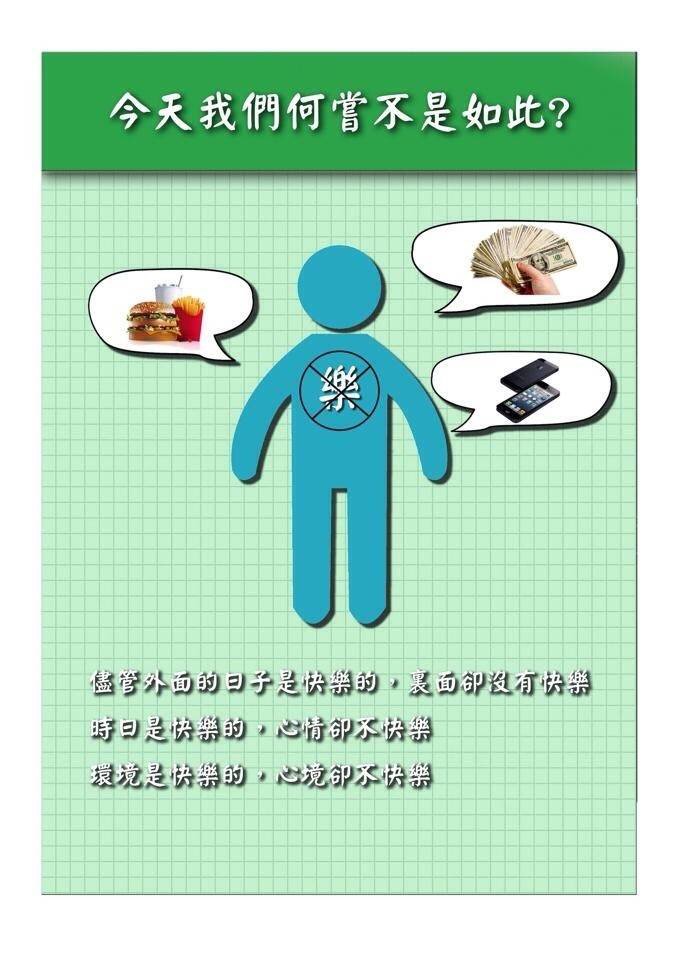 今天我們何嘗不是如此?
樂
儘管外面的日子是快樂的，裏面卻沒有快樂
時日是快樂的，心情卻不快樂
環境是快樂的，心境卻不快樂